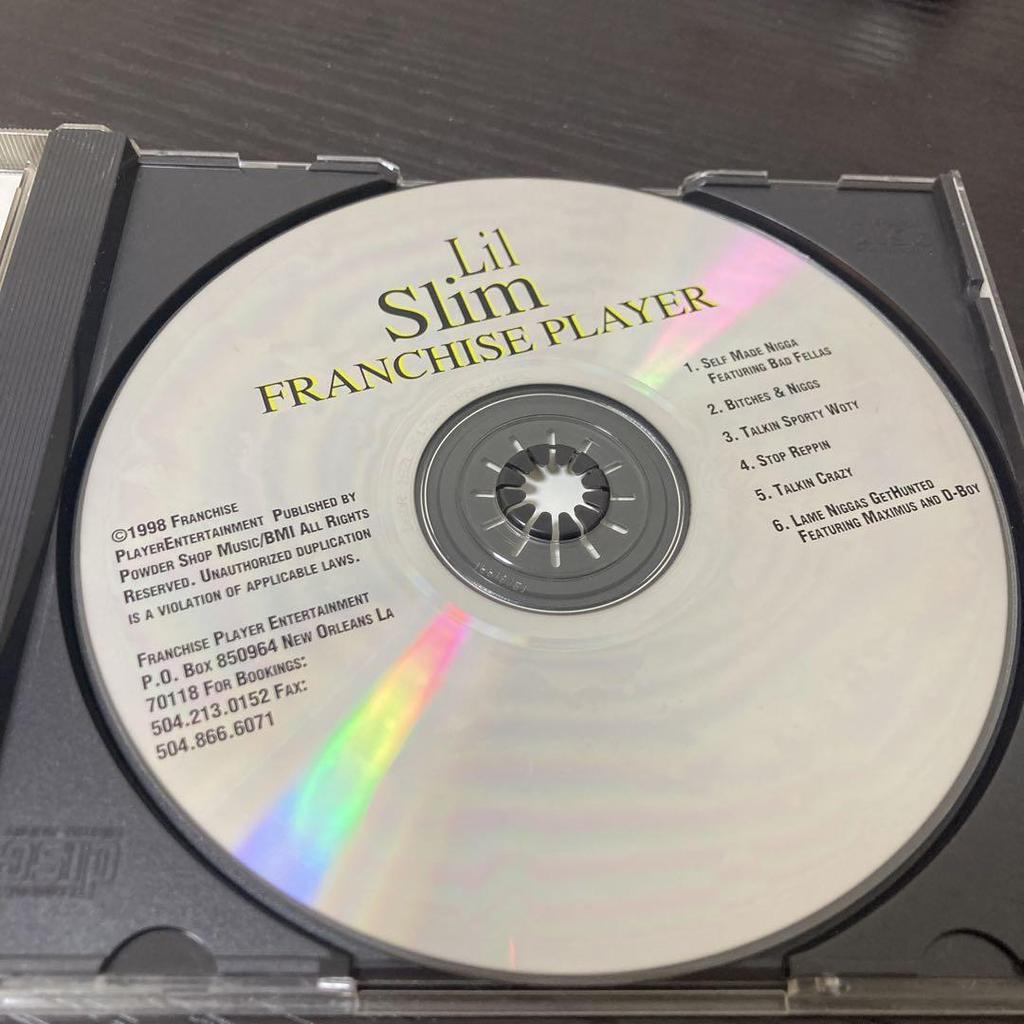 Lil
Slim
FRANCHISE PLAYER
1. Self Made Nigga
Featuring Bad Fellas
2. Bitches & Niggs
3. Talkin Sporty Woty
4. Stop Reppin
5. Talkin Crazy
6. Lame Niggas GetHunted
Featuring Maximus and D-Boy
©1998 Franchise
PlayerEntertainment Published by
Powder Shop Music/BMI All Rights
Reserved. Unauthorized duplication
is a violation of applicable laws.
Franchise Player Entertainment
P.O. Box 850964 New Orleans La
70118 For Bookings:
504.213.0152 Fax:
504.866.6071